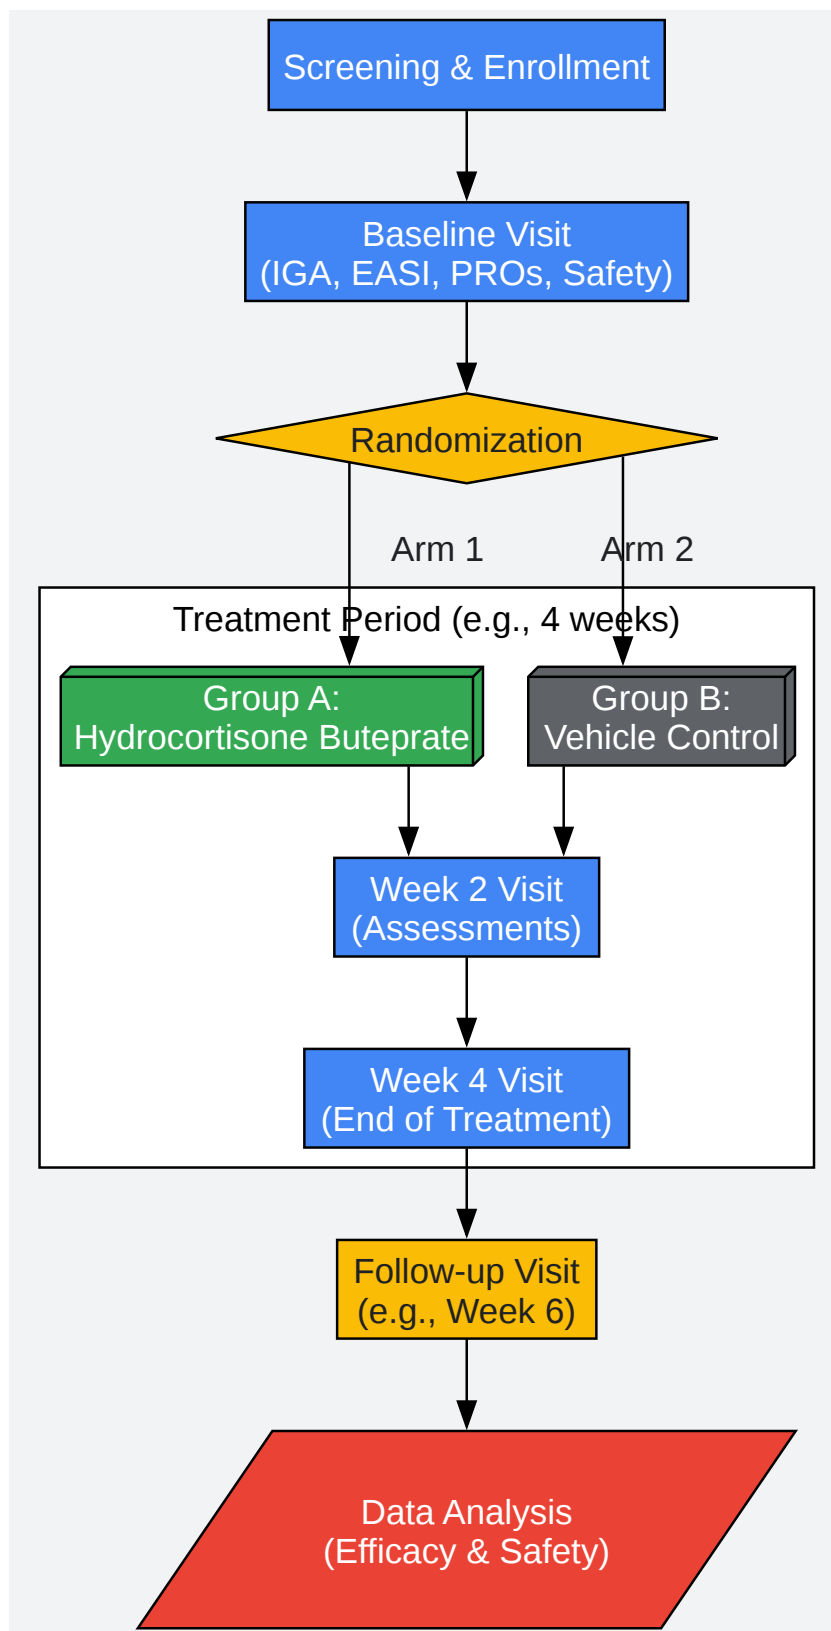 Screening & Enrollment
Baseline Visit
(IGA, EASI, PROs, Safety)
Randomization
Arm 1
Arm 2
Treatment Period (e.g., 4 weeks)
Group A:
Hydrocortisone Buteprate
Group B:
Vehicle Control
Week 2 Visit
(Assessments)
Week 4 Visit
(End of Treatment)
Follow-up Visit
(e.g., Week 6)
Data Analysis
(Efficacy & Safety)